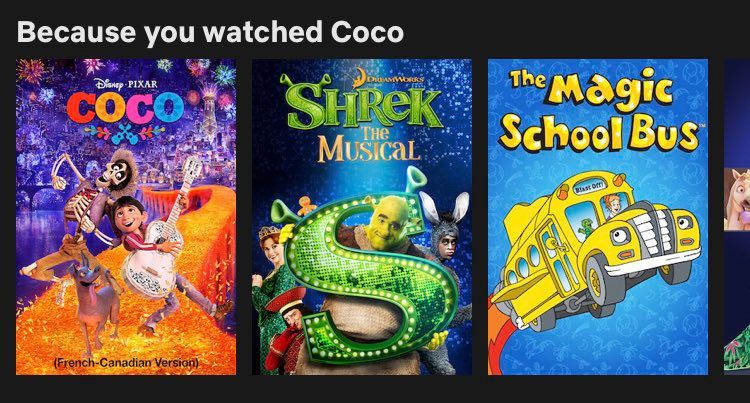 Because you watched Coco
Disney · PIXAR
COCO
(French-Canadian Version)
DREAMWORKS
SHREK
THE
MUSICAL
The Magic
School Bus™
Blast Off!